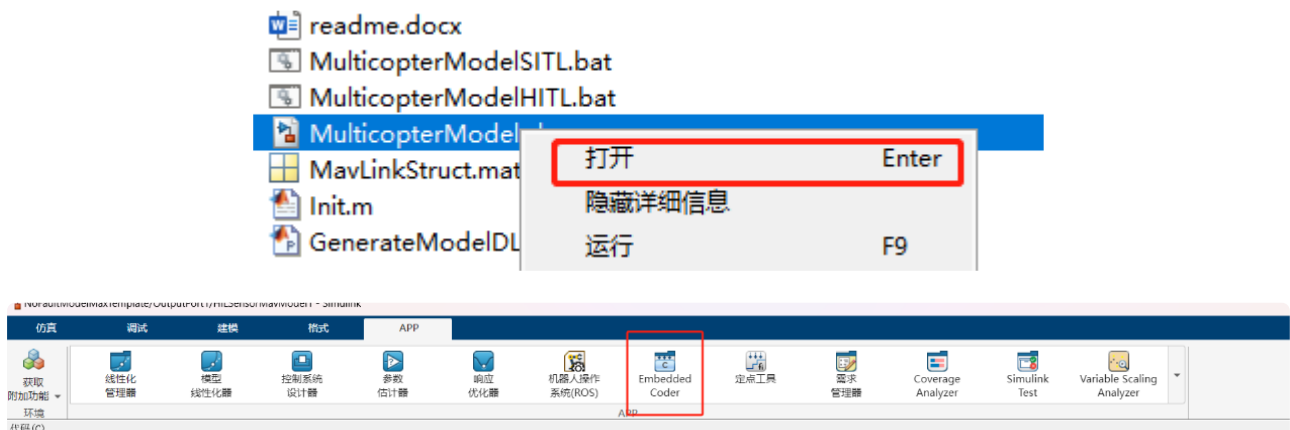 readme.docx
MulticopterModelSITL.bat
MulticopterModelHITL.bat
MulticopterModel
打开 Enter
MavLinkStruct.mat
隐藏详细信息
Init.m
运行 F9
GenerateModelDL
NoFaultModelMaxTemplate/OutputPort1/HILSensorMavModel1 - Simulink
仿真 调试 建模 格式 APP
获取 附加功能
线性化 管理器
模型 线性化器
控制系统 设计器
参数 估计器
响应 优化器
机器人操作 系统(ROS)
Embedded Coder
定点工具
需求 管理器
Coverage Analyzer
Simulink Test
Variable Scaling Analyzer
环境 APP
代码(C)